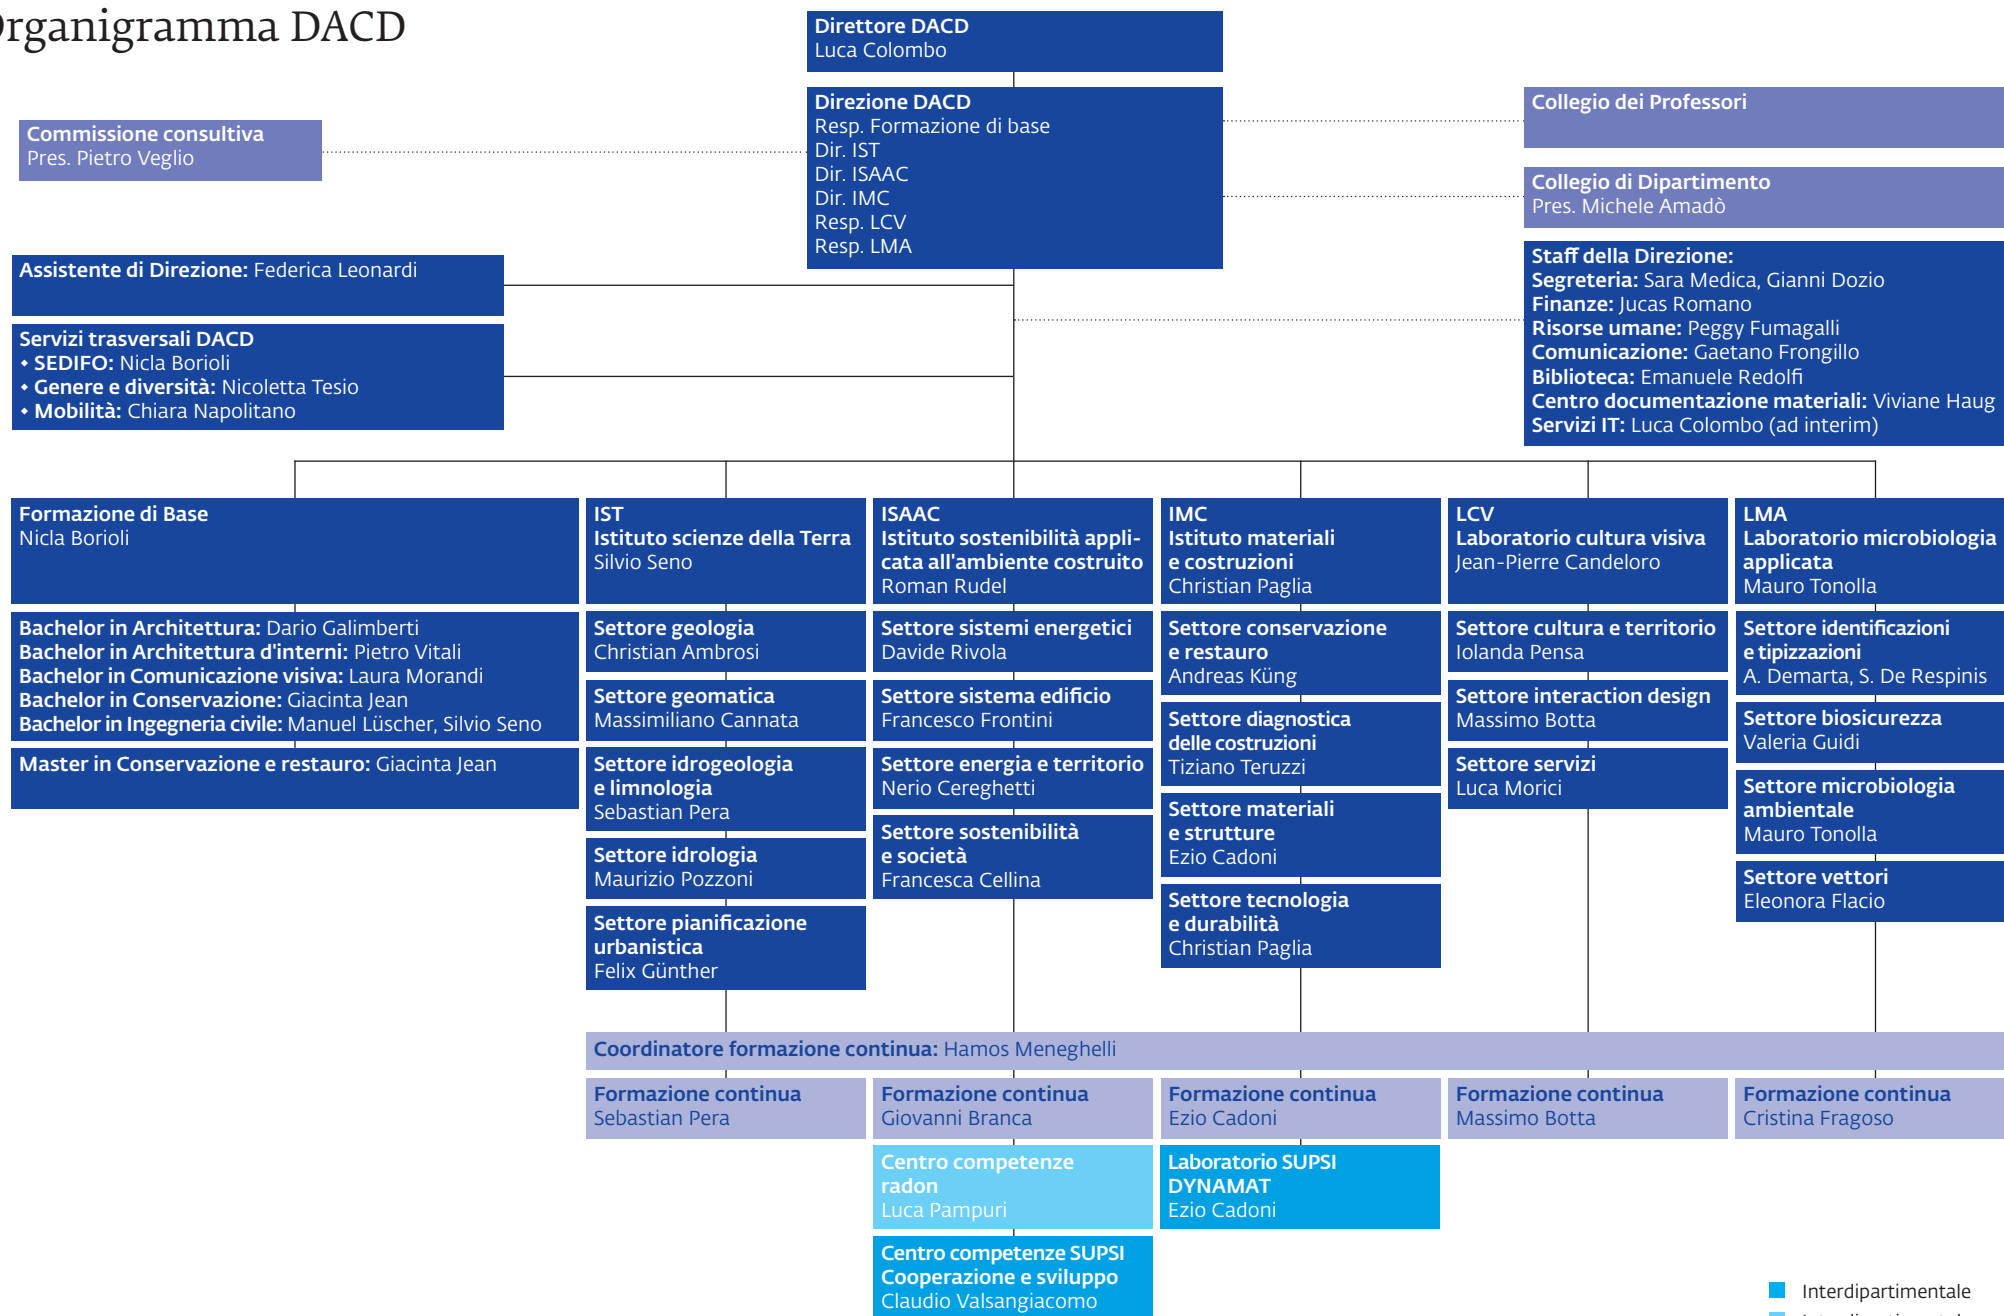 Organigramma DACD
Direttore DACD
Luca Colombo
Direzione DACD
Resp. Formazione di base
Dir. IST
Dir. ISAAC
Dir. IMC
Resp. LCV
Resp. LMA
Commissione consultiva
Pres. Pietro Veglio
Collegio dei Professori
Collegio di Dipartimento
Pres. Michele Amadò
Assistente di Direzione: Federica Leonardi
Servizi trasversali DACD
• SEDIFO: Nicla Borioli
• Genere e diversità: Nicoletta Tesio
• Mobilità: Chiara Napolitano
Staff della Direzione:
Segreteria: Sara Medica, Gianni Dozio
Finanze: Jucas Romano
Risorse umane: Peggy Fumagalli
Comunicazione: Gaetano Frongillo
Biblioteca: Emanuele Redolfi
Centro documentazione materiali: Viviane Haug
Servizi IT: Luca Colombo (ad interim)
Formazione di Base
Nicla Borioli
Bachelor in Architettura: Dario Galimberti
Bachelor in Architettura d'interni: Pietro Vitali
Bachelor in Comunicazione visiva: Laura Morandi
Bachelor in Conservazione: Giacinta Jean
Bachelor in Ingegneria civile: Manuel Lüscher, Silvio Seno
Master in Conservazione e restauro: Giacinta Jean
IST
Istituto scienze della Terra
Silvio Seno
Settore geologia
Christian Ambrosi
Settore geomatica
Massimiliano Cannata
Settore idrogeologia
e limnologia
Sebastian Pera
Settore idrologia
Maurizio Pozzoni
Settore pianificazione
urbanistica
Felix Günther
ISAAC
Istituto sostenibilità appli-
cata all'ambiente costruito
Roman Rudel
Settore sistemi energetici
Davide Rivola
Settore sistema edificio
Francesco Frontini
Settore energia e territorio
Nerio Cereghetti
Settore sostenibilità
e società
Francesca Cellina
IMC
Istituto materiali
e costruzioni
Christian Paglia
Settore conservazione
e restauro
Andreas Küng
Settore diagnostica
delle costruzioni
Tiziano Teruzzi
Settore materiali
e strutture
Ezio Cadoni
Settore tecnologia
e durabilità
Christian Paglia
LCV
Laboratorio cultura visiva
Jean-Pierre Candeloro
Settore cultura e territorio
Iolanda Pensa
Settore interaction design
Massimo Botta
Settore servizi
Luca Morici
LMA
Laboratorio microbiologia
applicata
Mauro Tonolla
Settore identificazioni
e tipizzazioni
A. Demarta, S. De Respinis
Settore biosicurezza
Valeria Guidi
Settore microbiologia
ambientale
Mauro Tonolla
Settore vettori
Eleonora Flacio
Coordinatore formazione continua: Hamos Meneghelli
Formazione continua
Sebastian Pera
Formazione continua
Giovanni Branca
Formazione continua
Ezio Cadoni
Formazione continua
Massimo Botta
Formazione continua
Cristina Fragoso
Centro competenze
radon
Luca Pampuri
Laboratorio SUPSI
DYNAMAT
Ezio Cadoni
Centro competenze SUPSI
Cooperazione e sviluppo
Claudio Valsangiacomo
Interdipartimentale